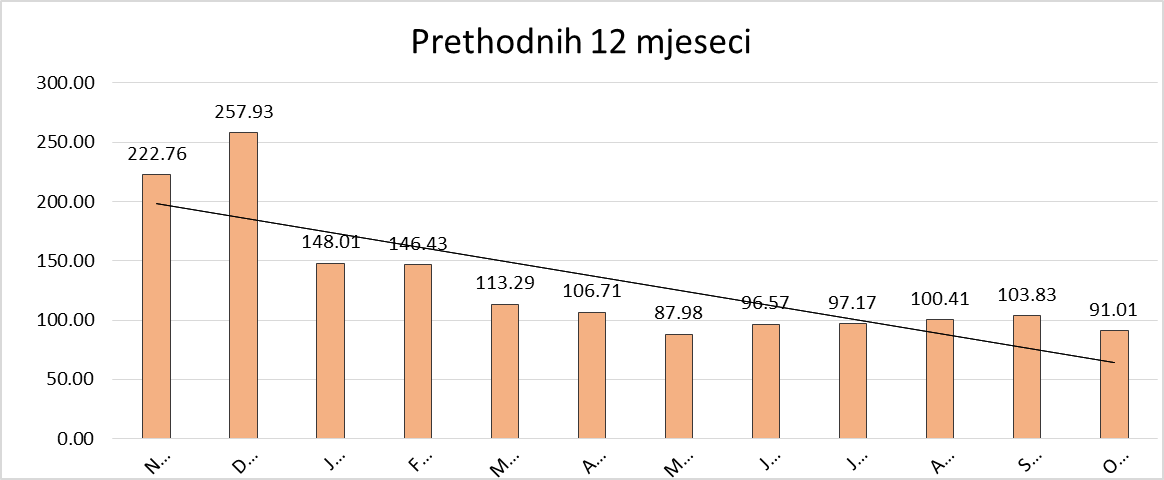 Prethodnih 12 mjeseci
300.00
250.00
200.00
150.00
100.00
50.00
0.00
222.76
257.93
148.01
146.43
113.29
106.71
87.98
96.57
97.17
100.41
103.83
91.01
N...
D...
J...
F...
M...
A...
M...
J...
J...
A...
S...
O...